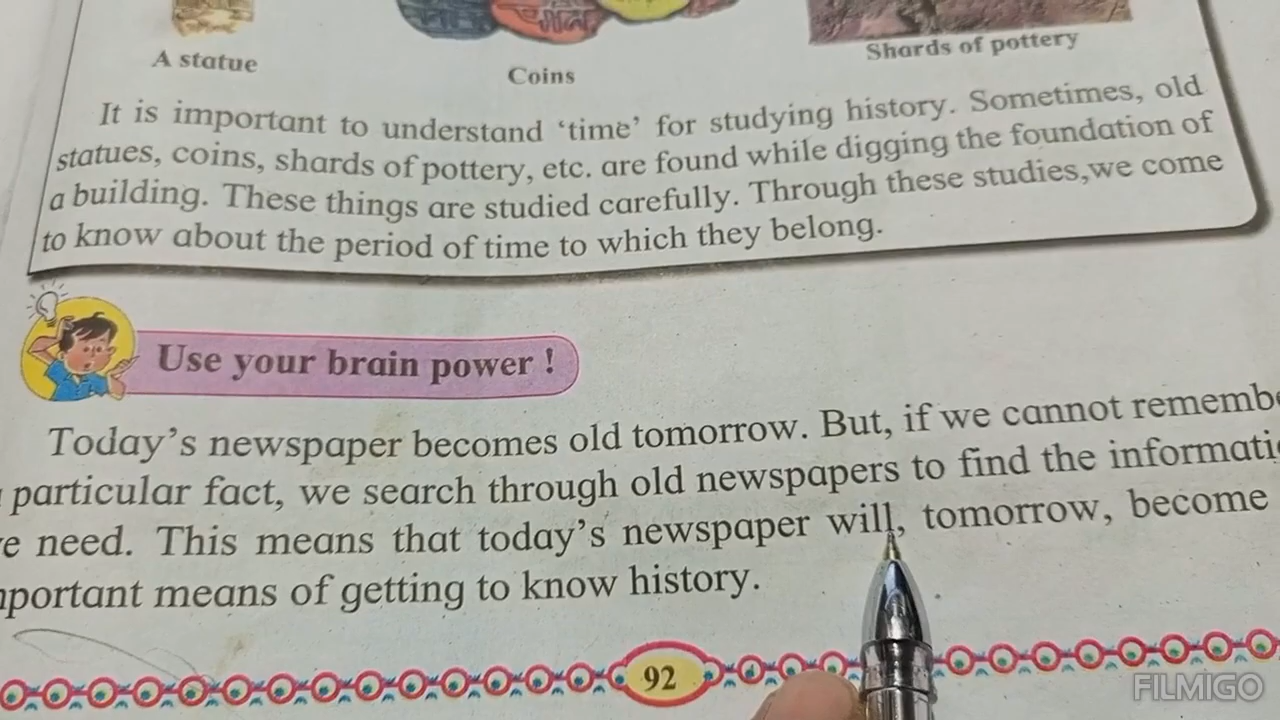 A statue
Coins
Shards of pottery
It is important to understand ‘time’ for studying history. Sometimes, old
statues, coins, shards of pottery, etc. are found while digging the foundation of
a building. These things are studied carefully. Through these studies,we come
to know about the period of time to which they belong.
Use your brain power !
Today’s newspaper becomes old tomorrow. But, if we cannot
particular fact, we search through old newspapers to find the
need. This means that today’s newspaper will, tomorrow, become
means of getting to know history.
92
FILMIGO